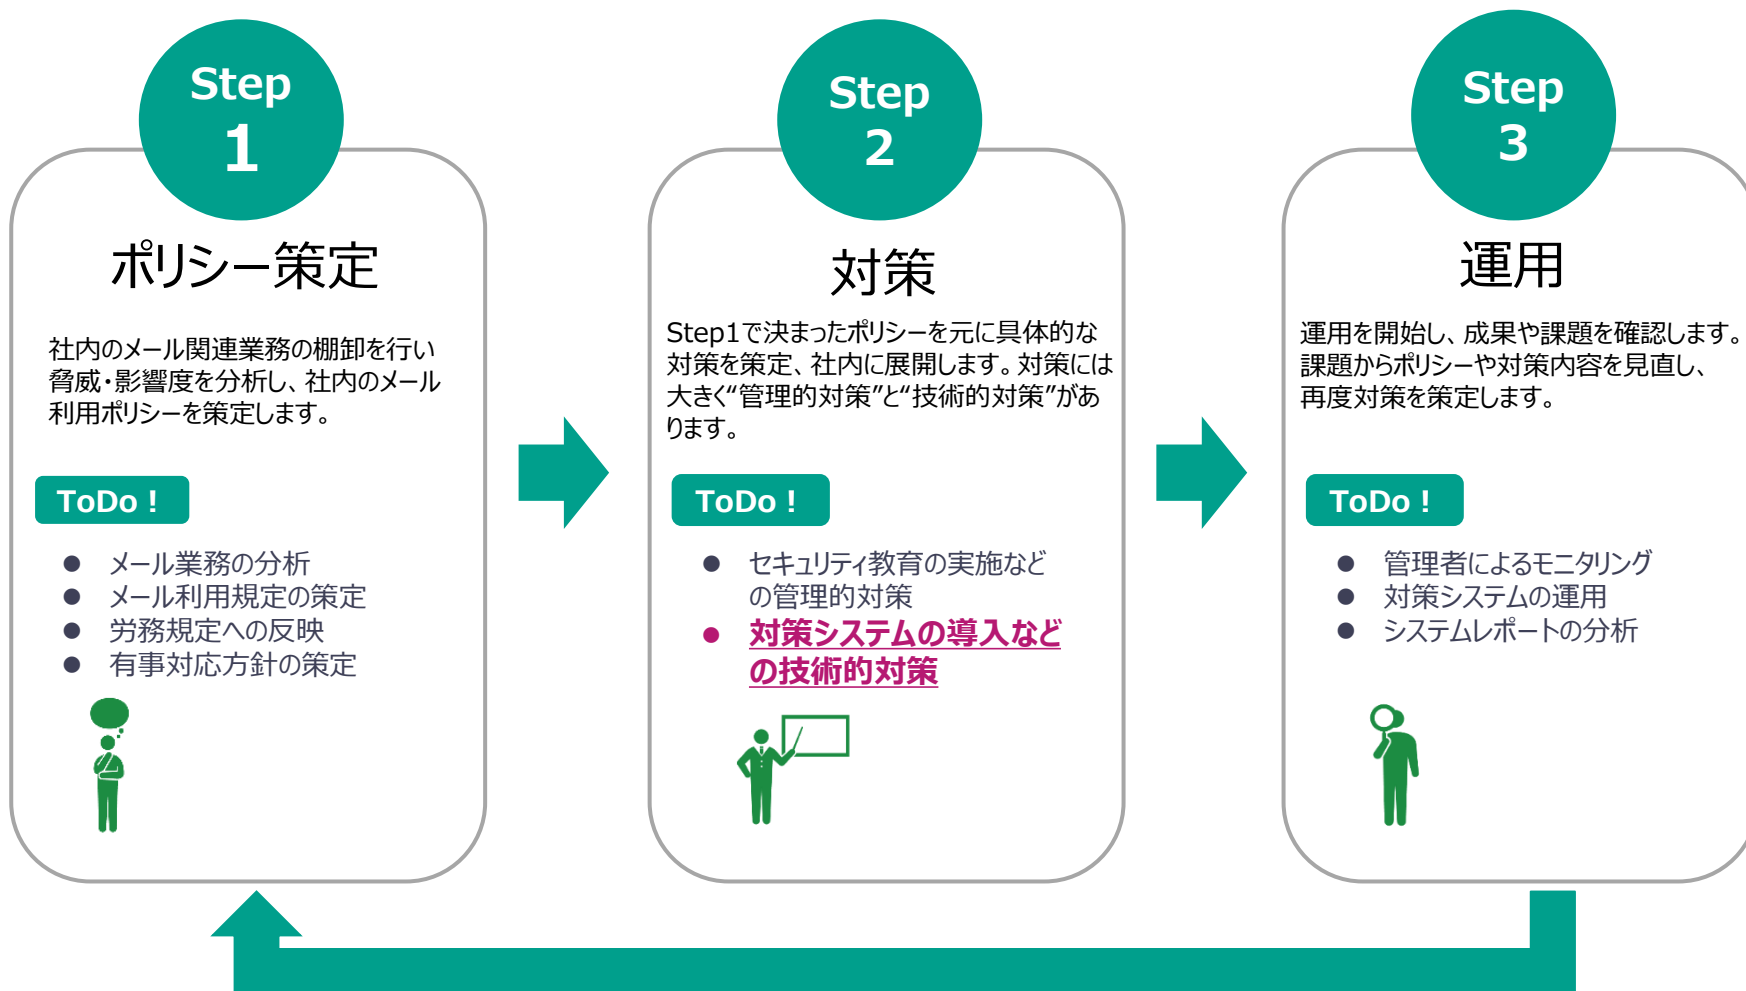 Step
1
ポリシー策定
社内のメール関連業務の棚卸を行い
脅威・影響度を分析し、社内のメール
利用ポリシーを策定します。
ToDo !
● メール業務の分析
● メール利用規定の策定
● 労務規定への反映
● 有事対応方針の策定
Step
2
対策
Step1で決まったポリシーを元に具体的な
対策を策定、社内に展開します。対策には
大きく“管理的対策”と“技術的対策”があ
ります。
ToDo !
● セキュリティ教育の実施など
の管理的対策
● 対策システムの導入など
の技術的対策
Step
3
運用
運用を開始し、成果や課題を確認します。
課題からポリシーや対策内容を見直し、
再度対策を策定します。
ToDo !
● 管理者によるモニタリング
● 対策システムの運用
● システムレポートの分析